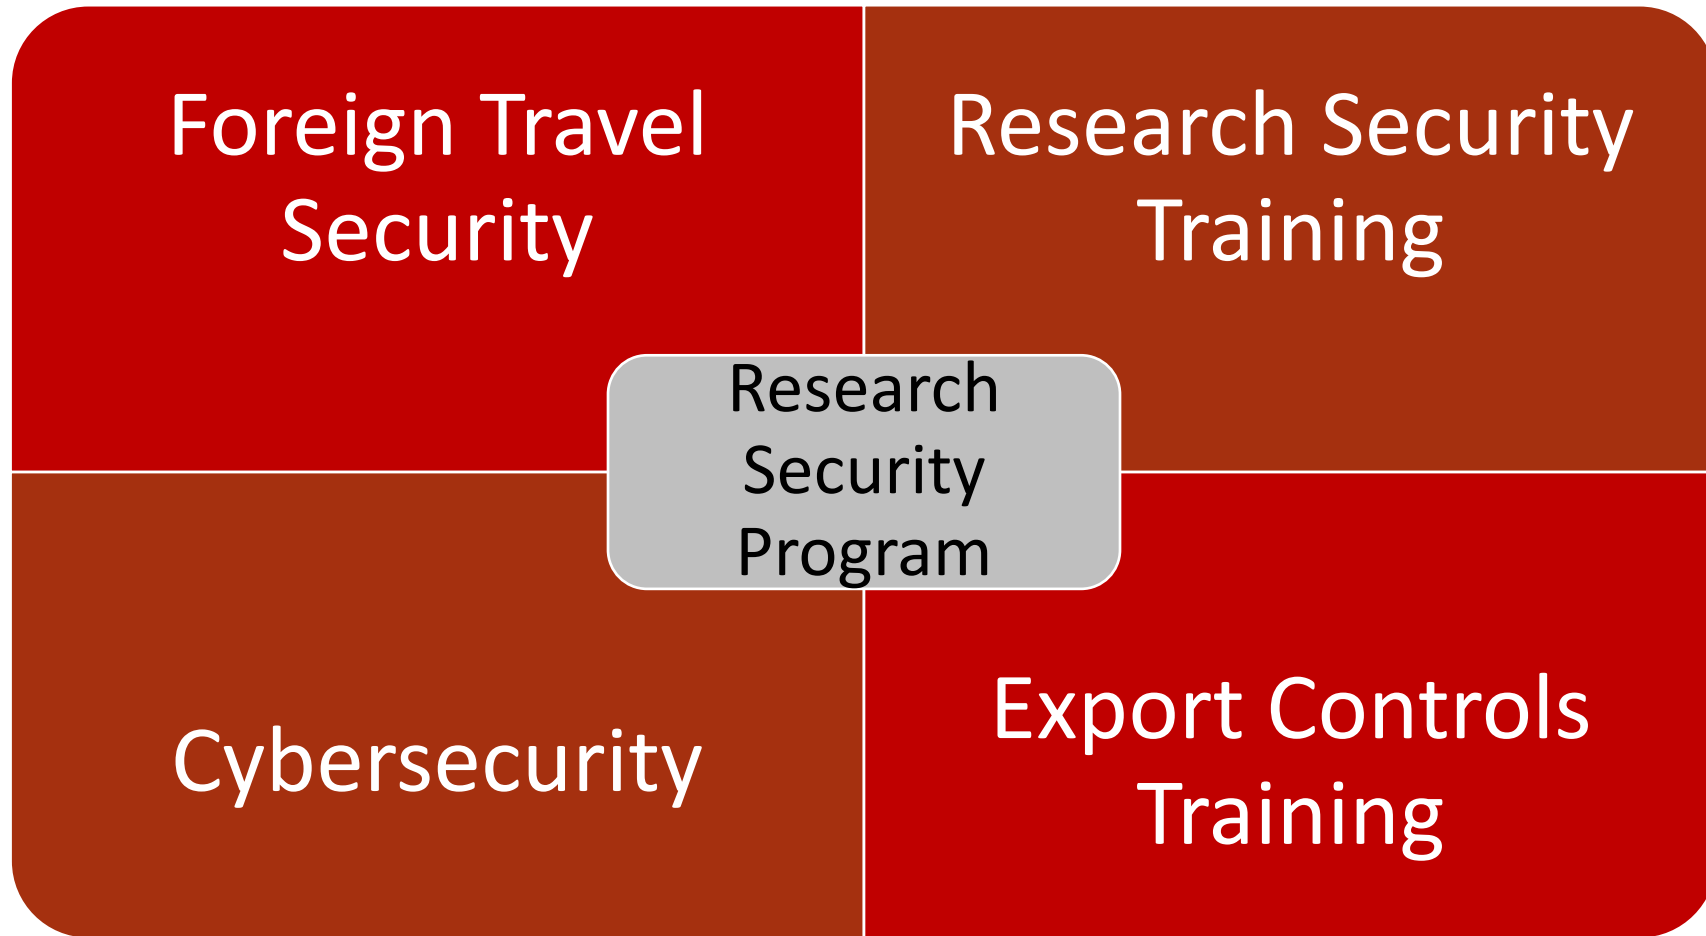 Foreign Travel
Security
Research Security
Training
Research
Security
Program
Cybersecurity
Export Controls
Training